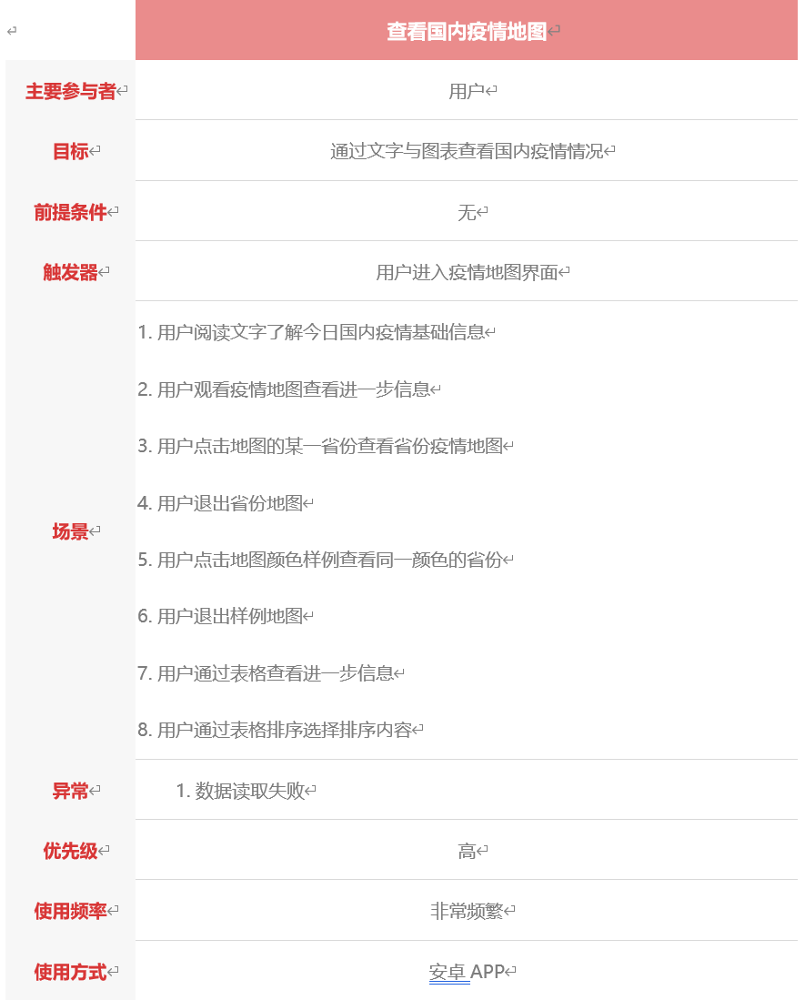 查看国内疫情地图
主要参与者 用户
目标 通过文字与图表查看国内疫情情况
前提条件 无
触发器 用户进入疫情地图界面
场景
1. 用户阅读文字了解今日国内疫情基础信息
2. 用户观看疫情地图查看进一步信息
3. 用户点击地图的某一省份查看省份疫情地图
4. 用户退出省份地图
5. 用户点击地图颜色样例查看同一颜色的省份
6. 用户退出样例地图
7. 用户通过表格查看进一步信息
8. 用户通过表格排序选择排序内容
异常 1. 数据读取失败
优先级 高
使用频率 非常频繁
使用方式 安卓 APP